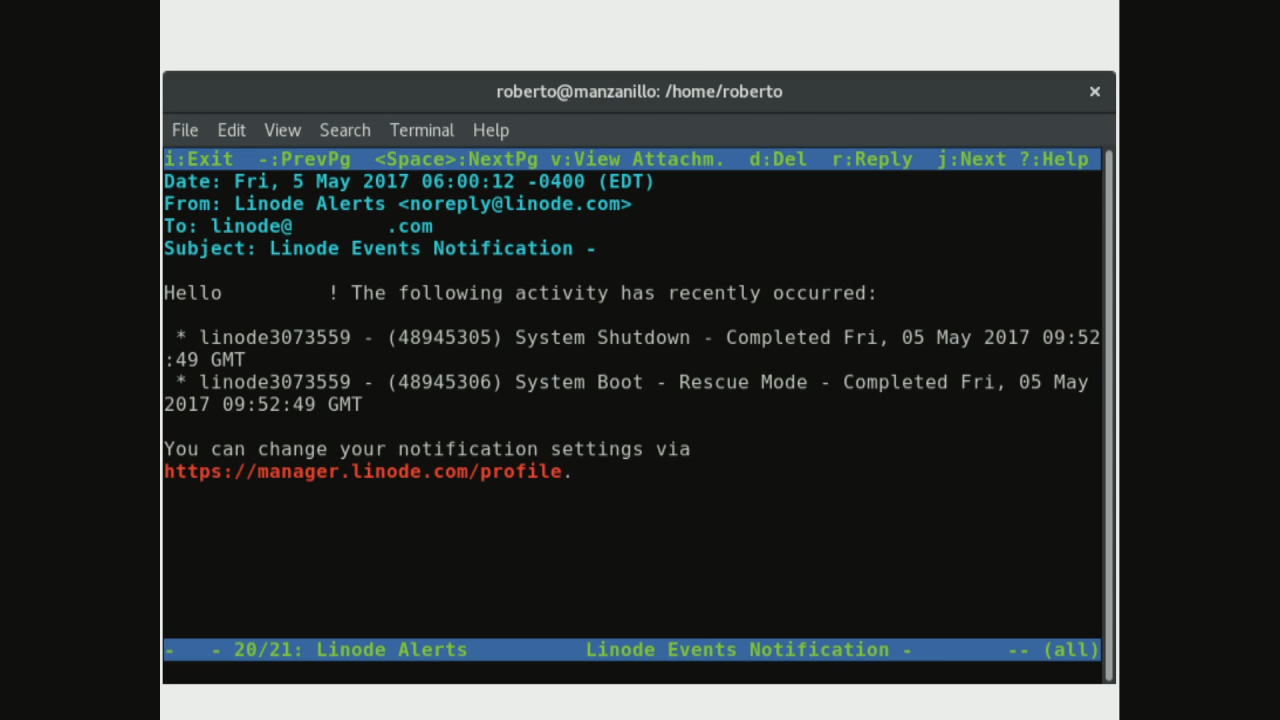 roberto@manzanillo: /home/roberto ×
File Edit View Search Terminal Help
i:Exit -:PrevPg <Space>:NextPg v:View Attachm. d:Del r:Reply j:Next ?:Help
Date: Fri, 5 May 2017 06:00:12 -0400 (EDT)
From: Linode Alerts <noreply@linode.com>
To: linode@ .com
Subject: Linode Events Notification -
Hello ! The following activity has recently occurred:
* linode3073559 - (48945305) System Shutdown - Completed Fri, 05 May 2017 09:52
:49 GMT
* linode3073559 - (48945306) System Boot - Rescue Mode - Completed Fri, 05 May
2017 09:52:49 GMT
You can change your notification settings via
https://manager.linode.com/profile.
- - 20/21: Linode Alerts Linode Events Notification - -- (all)